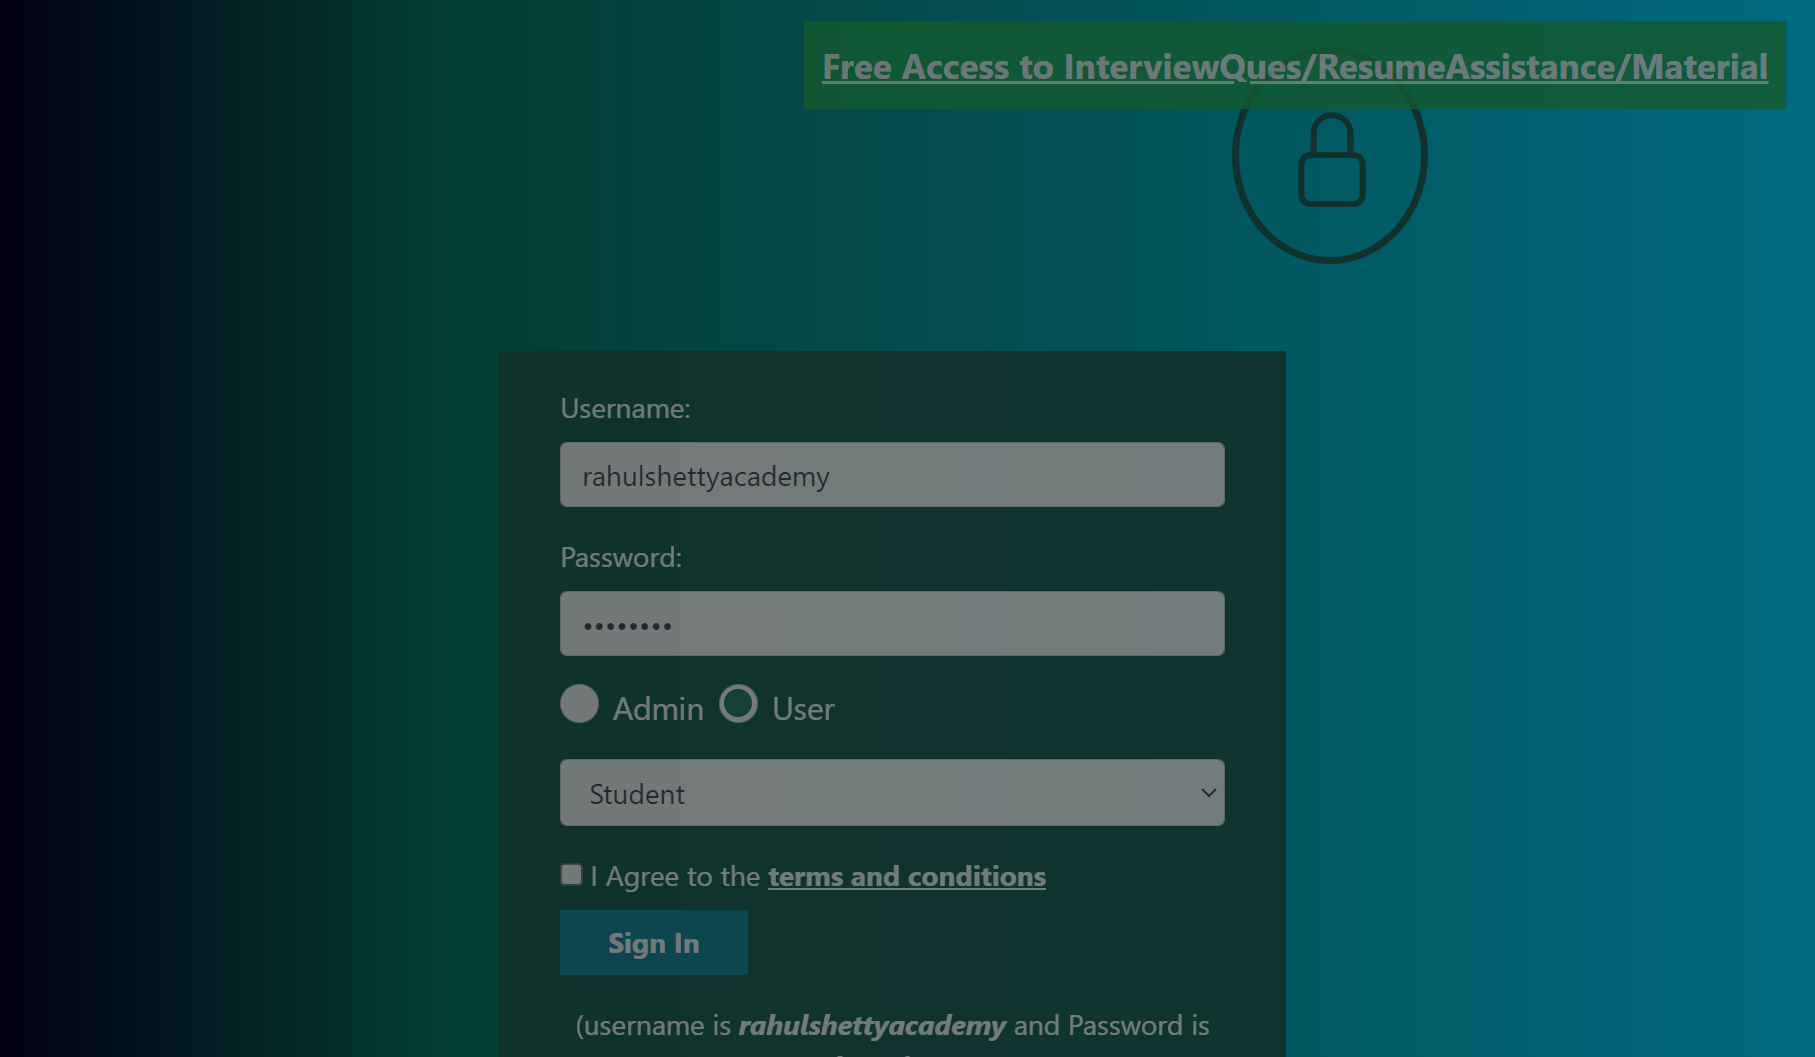 Free Access to InterviewQues/ResumeAssistance/Material
Username:
rahulshettyacademy
Password:
••••••••
Admin User
Student
I Agree to the terms and conditions
Sign In
(username is rahulshettyacademy and Password is